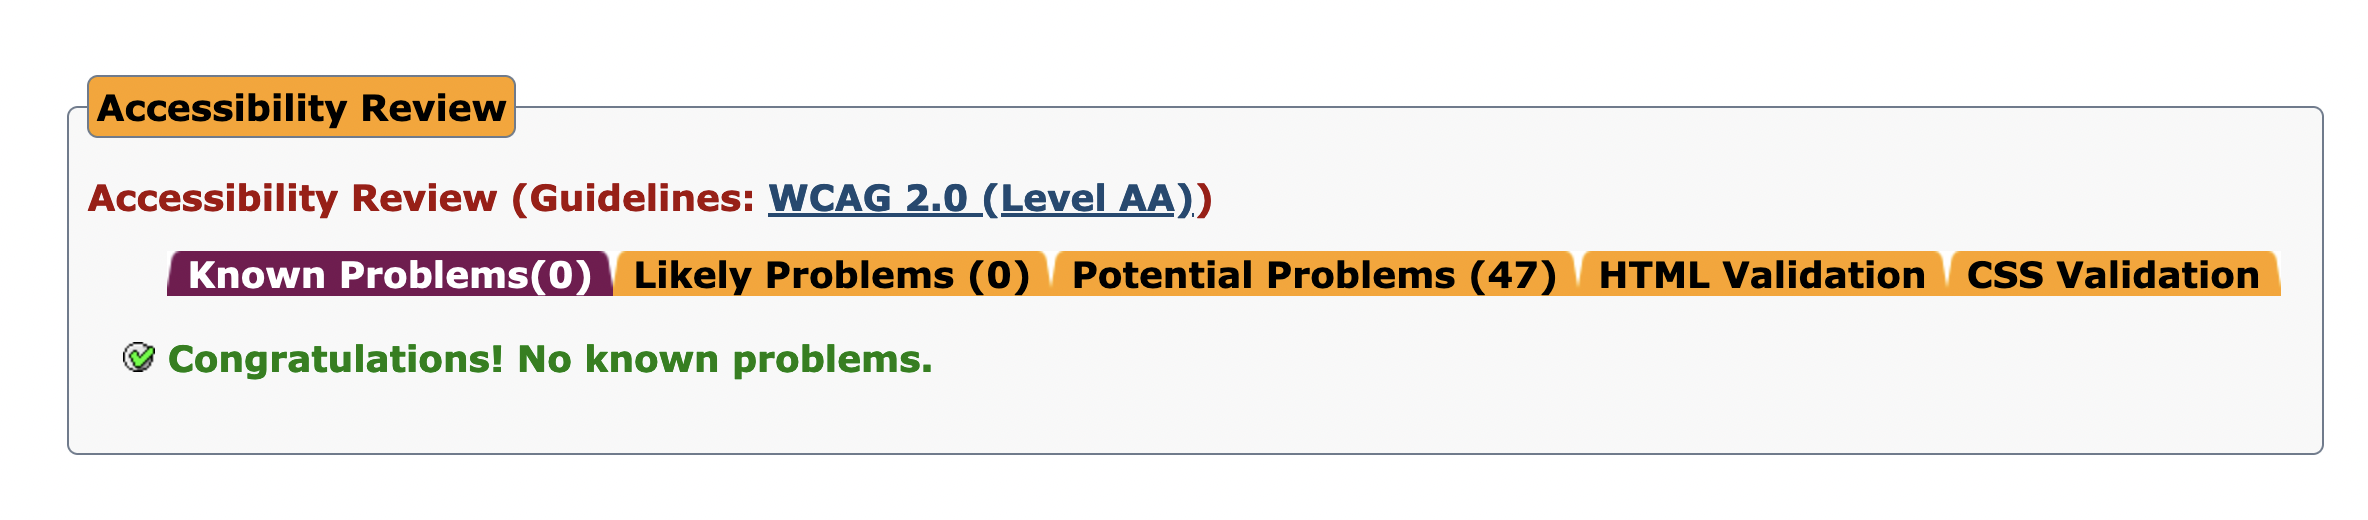 Accessibility Review
Accessibility Review (Guidelines: WCAG 2.0 (Level AA))
Known Problems(0) Likely Problems (0) Potential Problems (47) HTML Validation CSS Validation
Congratulations! No known problems.